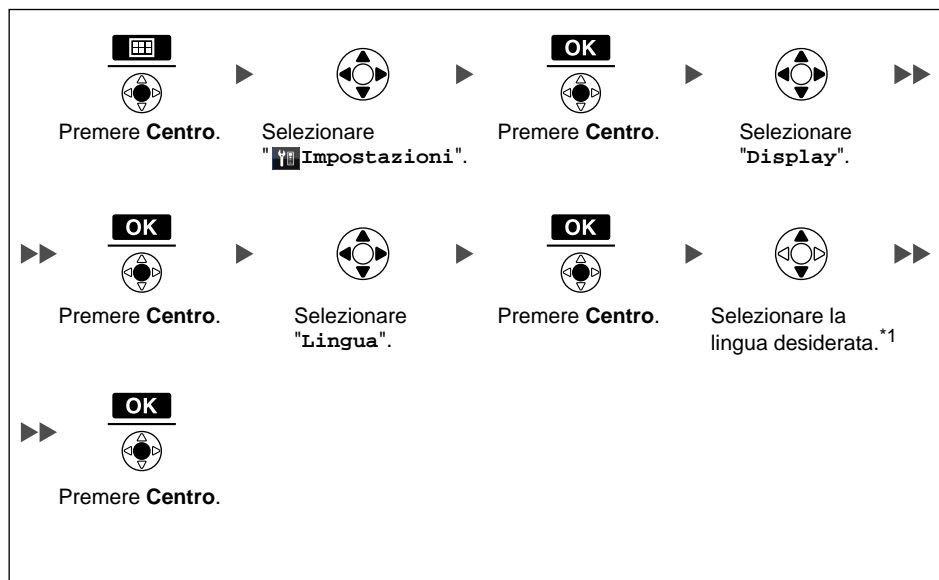 OK
Premere Centro. Selezionare Premere Centro. Selezionare
"Impostazioni". "Display".
OK OK
Premere Centro. Selezionare Premere Centro. Selezionare la
"Lingua". lingua desiderata.*1
OK
Premere Centro.